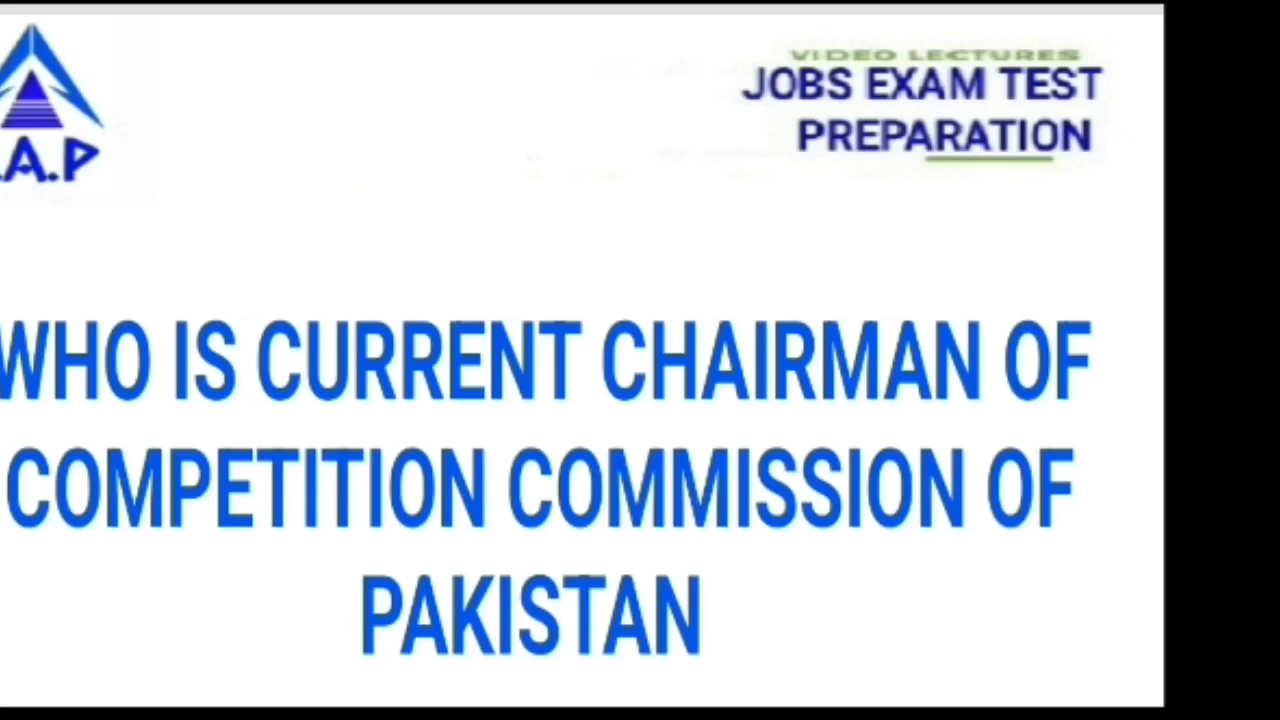 VIDEO LECTURES
JOBS EXAM TEST
PREPARATION
.A.P
WHO IS CURRENT CHAIRMAN OF
COMPETITION COMMISSION OF
PAKISTAN